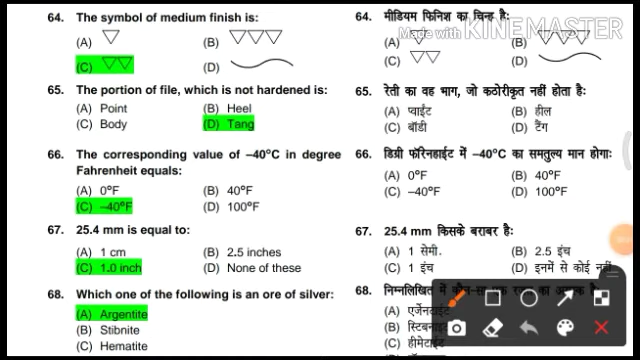 64. The symbol of medium finish is:
(A) (B)
(C) (D)
65. The portion of file, which is not hardened is:
(A) Point (B) Heel
(C) Body (D) Tang
66. The corresponding value of –40°C in degree
Fahrenheit equals:
(A) 0°F (B) 40°F
(C) –40°F (D) 100°F
67. 25.4 mm is equal to:
(A) 1 cm (B) 2.5 inches
(C) 1.0 inch (D) None of these
68. Which one of the following is an ore of silver:
(A) Argentite
(B) Stibnite
(C) Hematite
64. मीडियम फिनिश का चिन्ह है:
Made with KINEMASTER
(A) (B)
(C) (D)
65. रेती का वह भाग, जो कठोरीकृत नहीं होता है:
(A) प्वाईंट (B) हील
(C) बॉडी (D) टैंग
66. डिग्री फॉरेनहाईट में –40°C का समतुल्य मान होगाः
(A) 0°F (B) 40°F
(C) –40°F (D) 100°F
67. 25.4 mm किसके बराबर है:
(A) 1 सेमी. (B) 2.5 इंच
(C) 1 इंच (D) इनमें से कोई नहीं
68. निम्नलिखित में
(A)
(B)
(C)